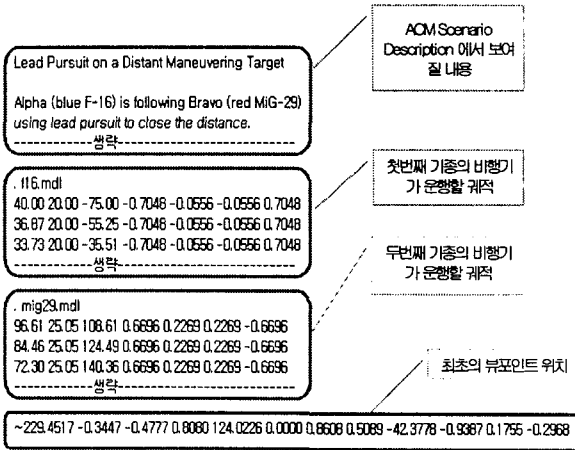 Lead Pursuit on a Distant Maneuvering Target
Alpha (blue F-16) is following Bravo (red MiG-29)
using lead pursuit to close the distance.
-------------생략-------------
ACM Scenario
Description 에서 보여
질 내용
. f16.mdl
40.00 20.00 -75.00 -0.7048 -0.0556 -0.0556 0.7048
36.87 20.00 -55.25 -0.7048 -0.0556 -0.0556 0.7048
33.73 20.00 -35.51 -0.7048 -0.0556 -0.0556 0.7048
-------------생략-------------
첫번째 기종의 비행기
가 운행할 궤적
. mig29.mdl
96.61 25.05 108.61 0.6696 0.2269 0.2269 -0.6696
84.46 25.05 124.49 0.6696 0.2269 0.2269 -0.6696
72.30 25.05 140.36 0.6696 0.2269 0.2269 -0.6696
-------------생략-------------
두번째 기종의 비행기
가 운행할 궤적
최초의 뷰포인트 위치
~229.4517 -0.3447 -0.4777 0.8080 124.0226 0.0000 0.8608 0.5089 -42.3778 -0.9387 0.1755 -0.2968